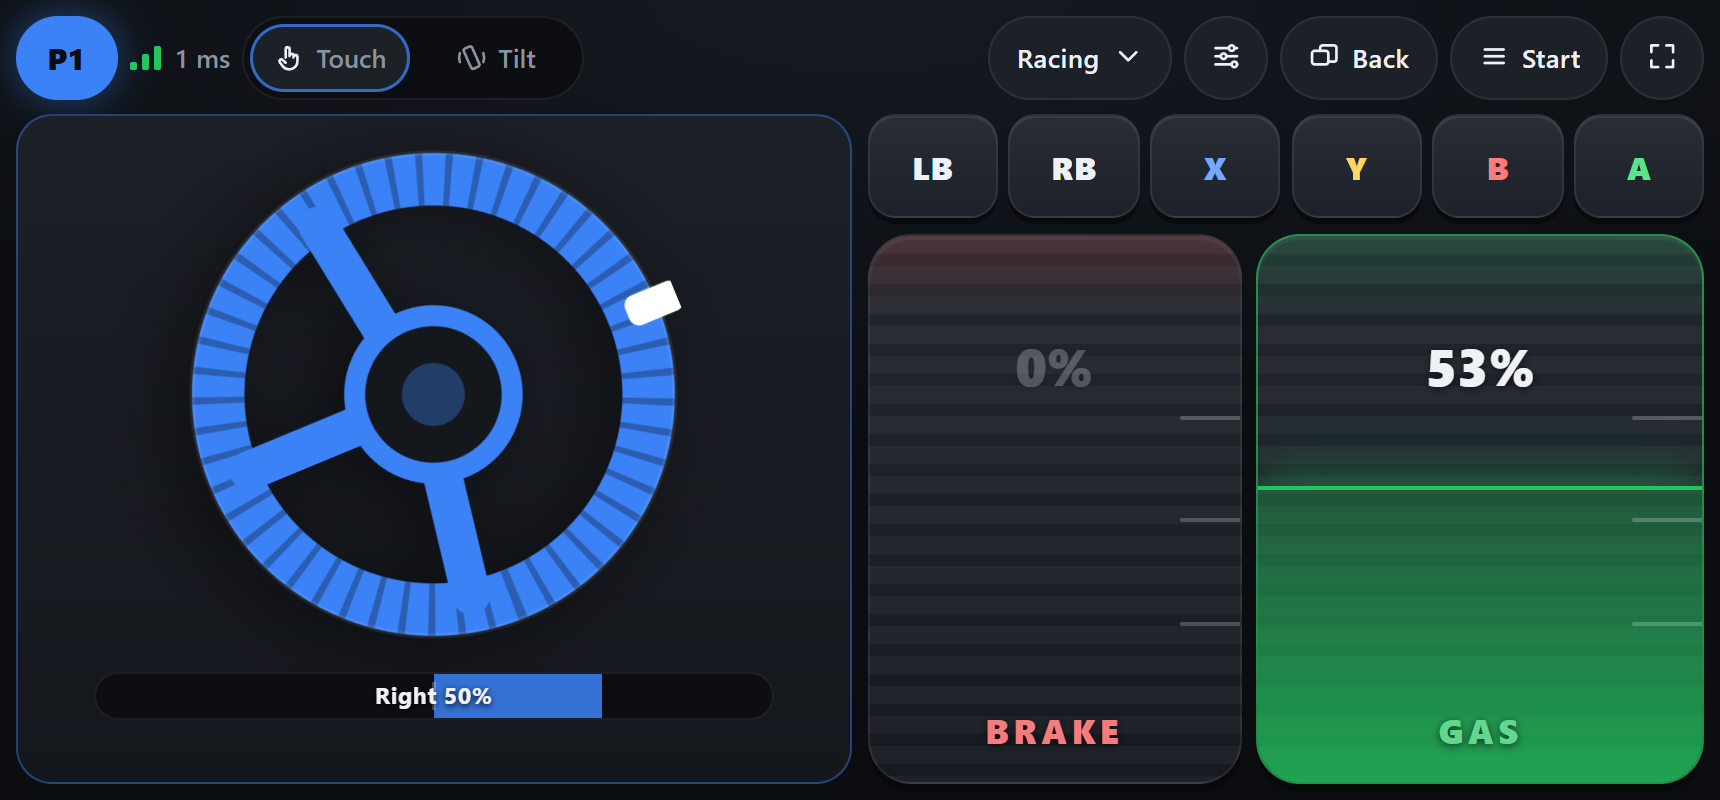 P1
1 ms
Touch
Tilt
Racing
Back
Start
LB
RB
X
Y
B
A
0%
53%
Right 50%
BRAKE
GAS